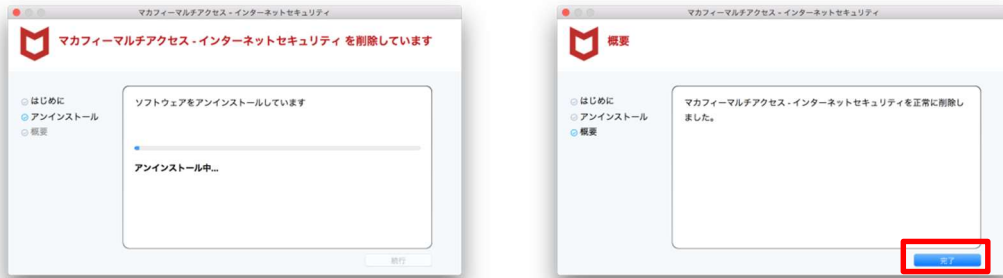 マカフィーマルチアクセス - インターネットセキュリティ
マカフィーマルチアクセス - インターネットセキュリティ を削除しています
はじめに
アンインストール
概要
ソフトウェアをアンインストールしています
アンインストール中...
続行
マカフィーマルチアクセス - インターネットセキュリティ
概要
はじめに
アンインストール
概要
マカフィーマルチアクセス - インターネットセキュリティを正常に削除し
ました。
完了